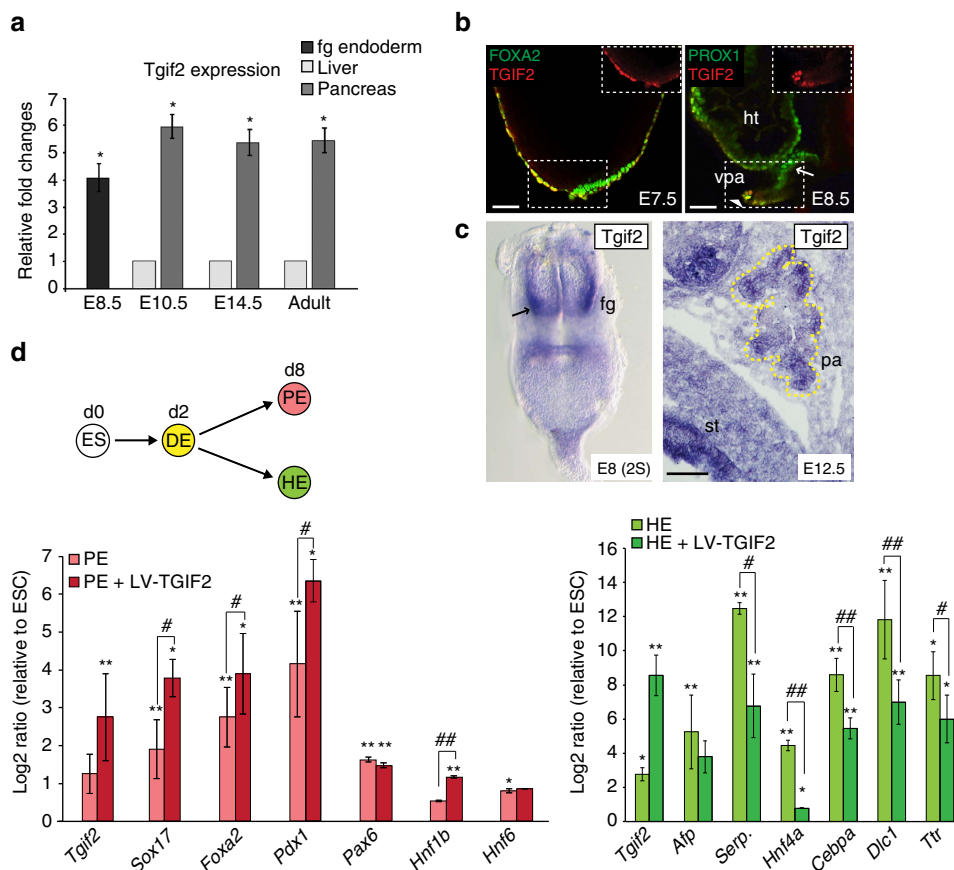 a
fg endoderm
Liver
Pancreas
Tgif2 expression
Relative fold changes
7
6
5
4
3
2
1
0
*
*
*
*
E8.5
E10.5
E14.5
Adult
b
FOXA2
TGIF2
E7.5
PROX1
TGIF2
ht
vpa
E8.5
c
Tgif2
fg
E8 (2S)
Tgif2
pa
st
E12.5
d
d0
d2
d8
ES
DE
PE
HE
PE
PE + LV-TGIF2
Log2 ratio (relative to ESC)
7
6
5
4
3
2
1
0
**
#
**
*
#
**
*
#
**
*
** **
##
**
*
Tgif2
Sox17
Foxa2
Pdx1
Pax6
Hnf1b
Hnf6
HE
HE + LV-TGIF2
Log2 ratio (relative to ESC)
16
14
12
10
8
6
4
2
0
*
**
**
#
**
**
##
**
*
##
**
**
##
**
**
#
*
*
Tgif2
Afp
Serp.
Hnf4a
Cebpa
Dlc1
Ttr